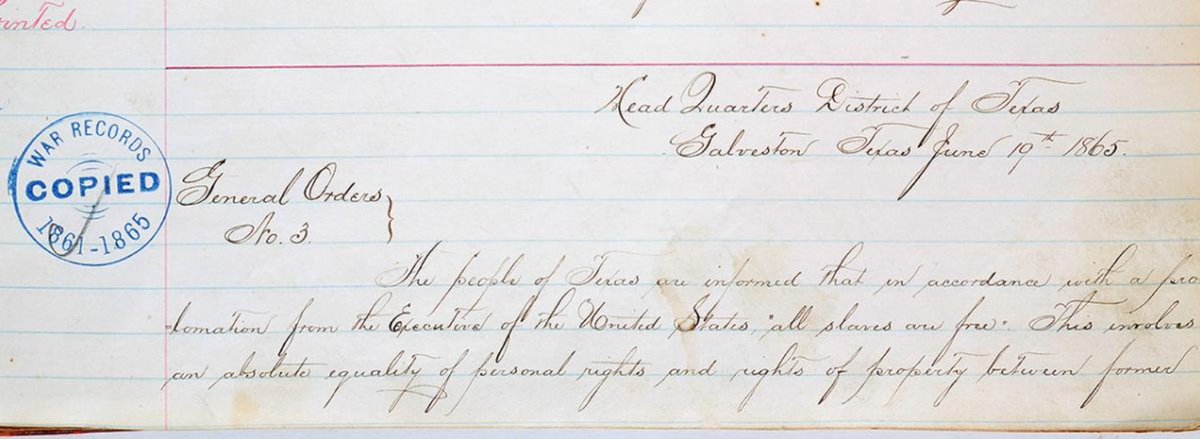 inted.
Head Quarters District of Texas
Galveston Texas June 19th 1865.
WAR RECORDS
COPIED
1861-1865
General Orders
No. 3.
The people of Texas are informed that in accordance with a pro
lamation from the Executive of the United States, "all slaves are free". This involves
an absolute equality of personal rights and rights of property between former